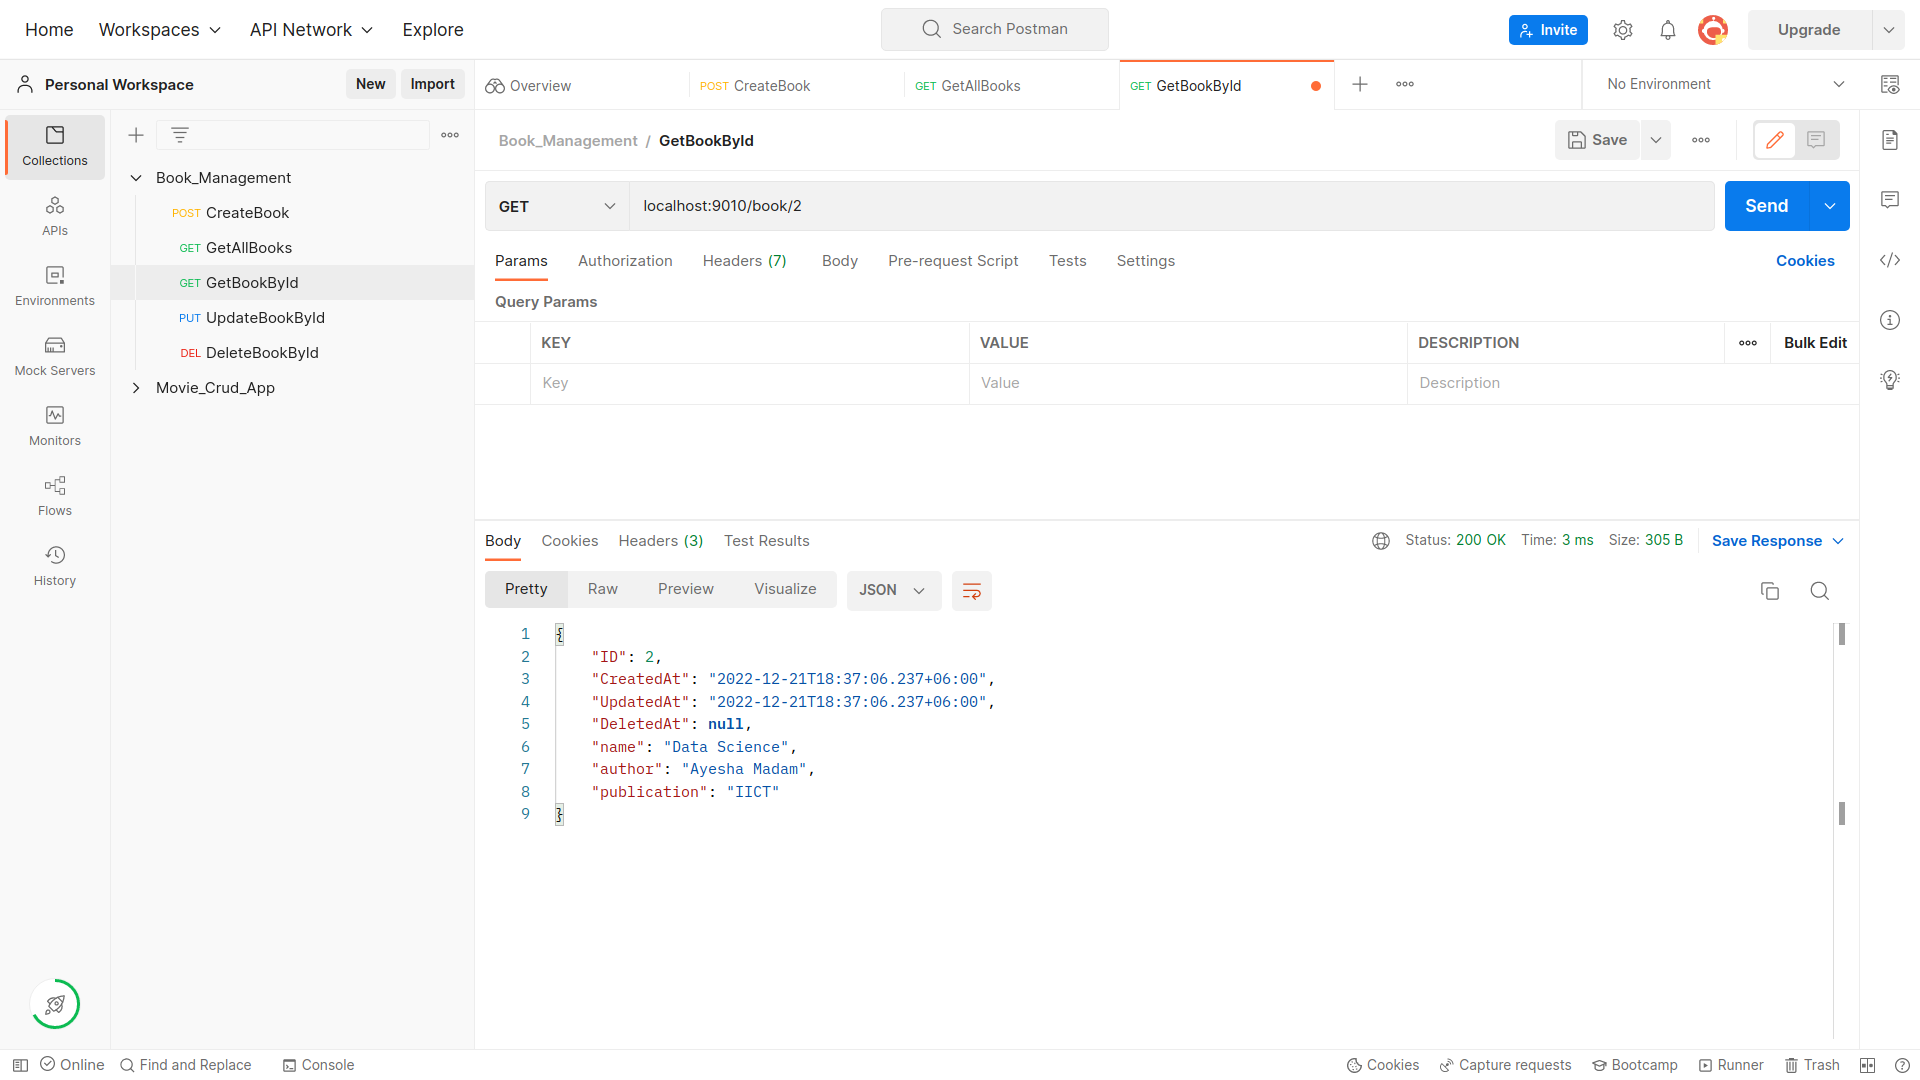 Home Workspaces API Network Explore Search Postman Invite Upgrade
Personal Workspace New Import
Overview POST CreateBook GET GetAllBooks GET GetBookById No Environment
Collections
APIs
Environments
Mock Servers
Monitors
Flows
History
Book_Management
POST CreateBook
GET GetAllBooks
GET GetBookById
PUT UpdateBookById
DEL DeleteBookById
Movie_Crud_App
Book_Management / GetBookById Save
GET localhost:9010/book/2 Send
Params Authorization Headers (7) Body Pre-request Script Tests Settings Cookies
Query Params
KEY VALUE DESCRIPTION Bulk Edit
Key Value Description
Body Cookies Headers (3) Test Results Status: 200 OK Time: 3 ms Size: 305 B Save Response
Pretty Raw Preview Visualize JSON
1 {
2 "ID": 2,
3 "CreatedAt": "2022-12-21T18:37:06.237+06:00",
4 "UpdatedAt": "2022-12-21T18:37:06.237+06:00",
5 "DeletedAt": null,
6 "name": "Data Science",
7 "author": "Ayesha Madam",
8 "publication": "IICT"
9 }
Online Find and Replace Console Cookies Capture requests Bootcamp Runner Trash